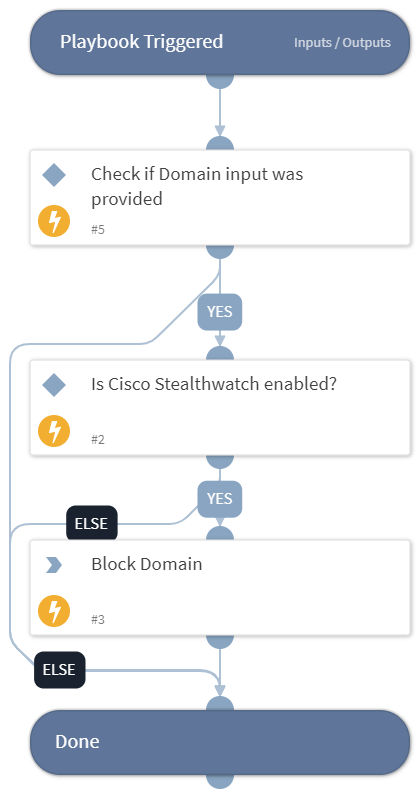 Playbook Triggered
Inputs / Outputs
Check if Domain input was
provided
#5
YES
Is Cisco Stealthwatch enabled?
#2
YES
ELSE
Block Domain
#3
ELSE
Done